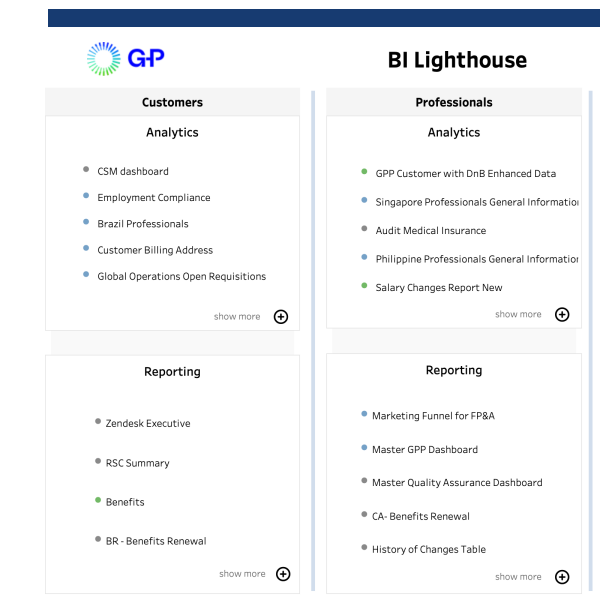 G-P
BI Lighthouse
Customers
Analytics
CSM dashboard
Employment Compliance
Brazil Professionals
Customer Billing Address
Global Operations Open Requisitions
show more
Reporting
Zendesk Executive
RSC Summary
Benefits
BR - Benefits Renewal
show more
Professionals
Analytics
GPP Customer with DnB Enhanced Data
Singapore Professionals General Information
Audit Medical Insurance
Philippine Professionals General Information
Salary Changes Report New
show more
Reporting
Marketing Funnel for FP&A
Master GPP Dashboard
Master Quality Assurance Dashboard
CA- Benefits Renewal
History of Changes Table
show more